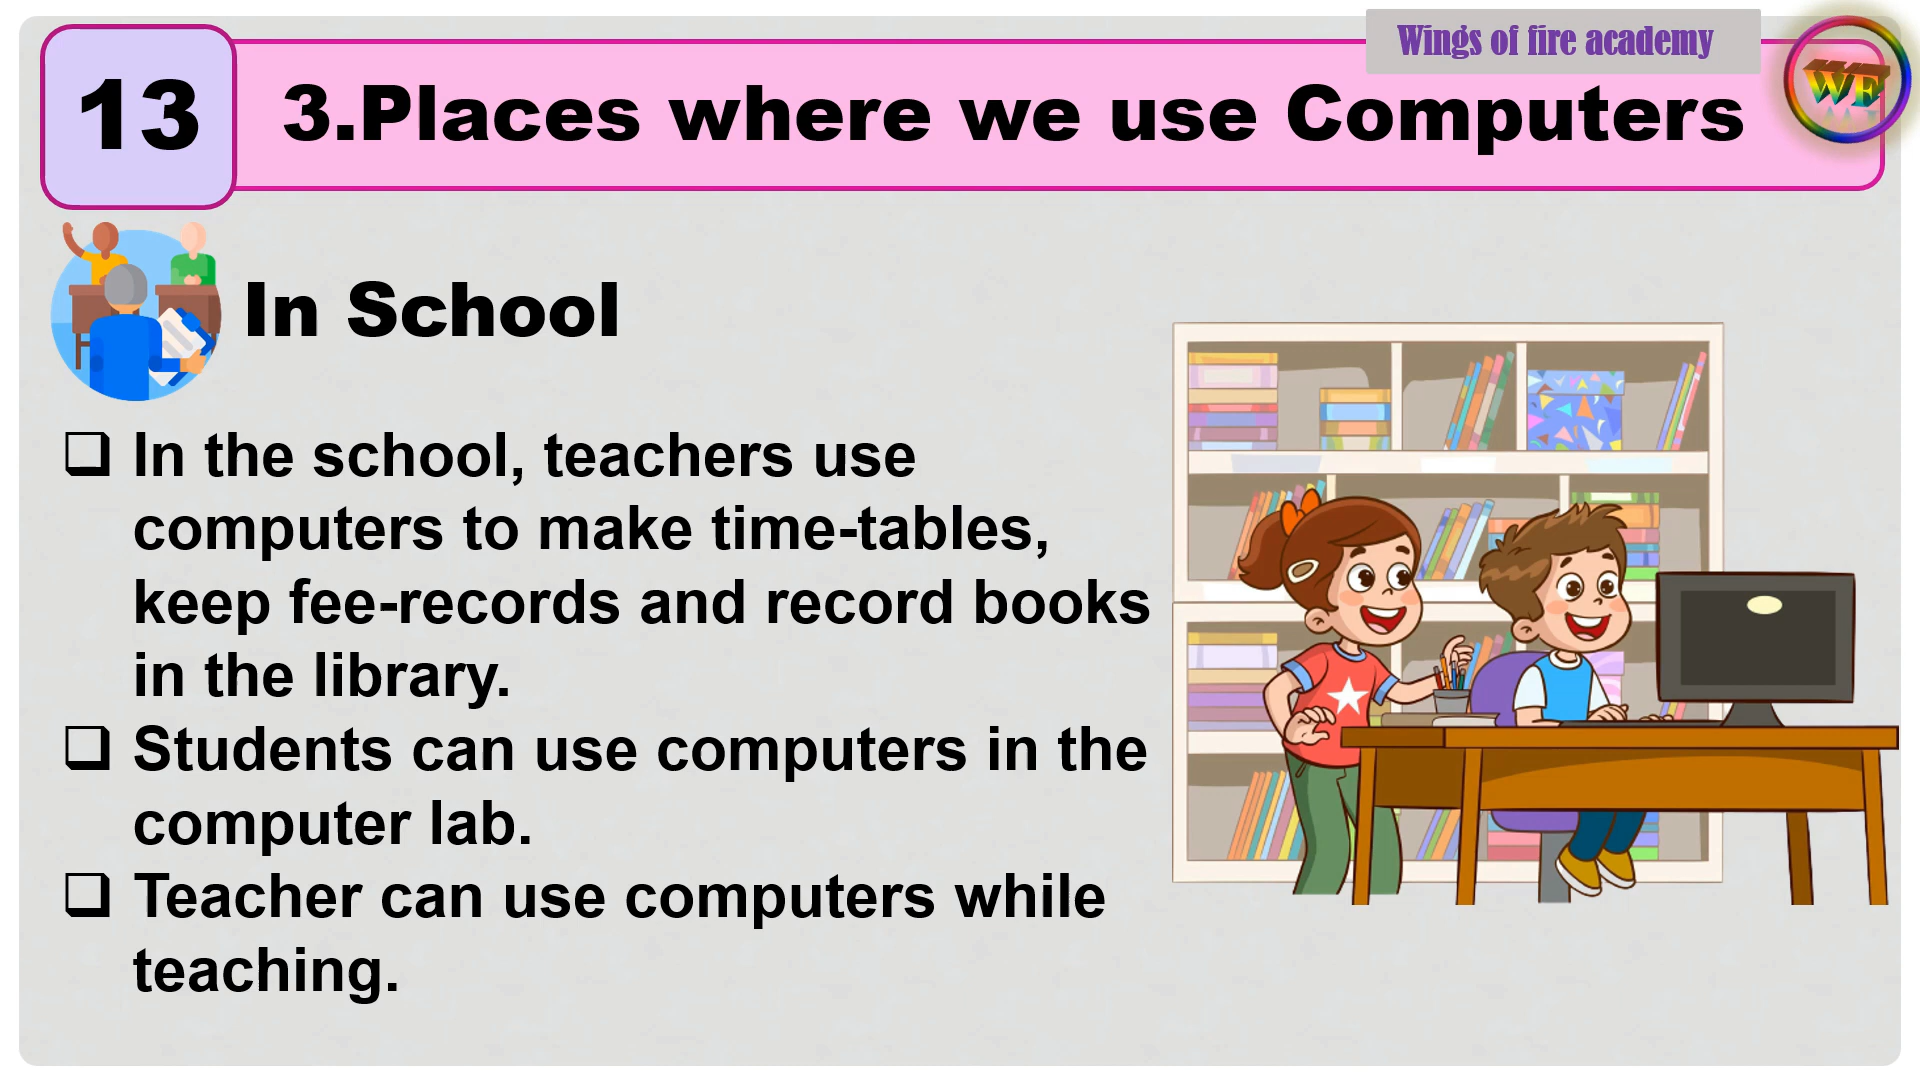 Wings of fire academy
WE
13
3.Places where we use Computers
In School
❑ In the school, teachers use
computers to make time-tables,
keep fee-records and record books
in the library.
❑ Students can use computers in the
computer lab.
❑ Teacher can use computers while
teaching.